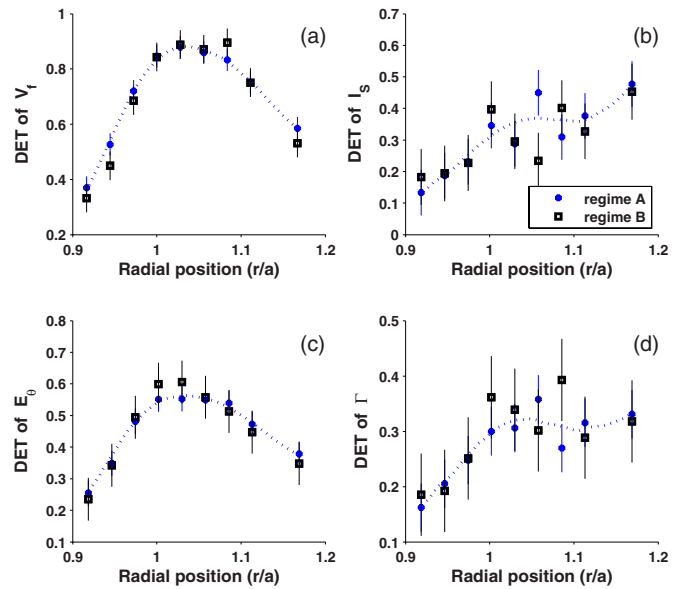 (a)
DET of V_f
1
0.8
0.6
0.4
0.2
0.9 1 1.1 1.2
Radial position (r/a)
(b)
DET of I_S
0.7
0.6
0.5
0.4
0.3
0.2
0.1
0
regime A
regime B
0.9 1 1.1 1.2
Radial position (r/a)
(c)
DET of E_θ
0.8
0.7
0.6
0.5
0.4
0.3
0.2
0.1
0.9 1 1.1 1.2
Radial position (r/a)
(d)
DET of Γ
0.5
0.4
0.3
0.2
0.1
0.9 1 1.1 1.2
Radial position (r/a)